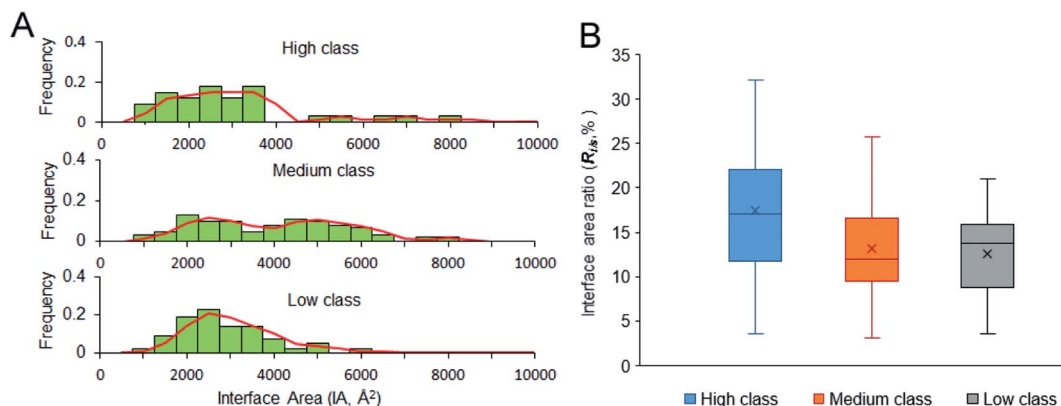 A
High class
Frequency
0.4
0.2
0
0 2000 4000 6000 8000 10000
Medium class
Frequency
0.4
0.2
0
0 2000 4000 6000 8000 10000
Low class
Frequency
0.4
0.2
0
0 2000 4000 6000 8000 10000
Interface Area (IA, Å²)
B
Interface area ratio (R_i/s,%)
35
30
25
20
15
10
5
0
High class Medium class Low class